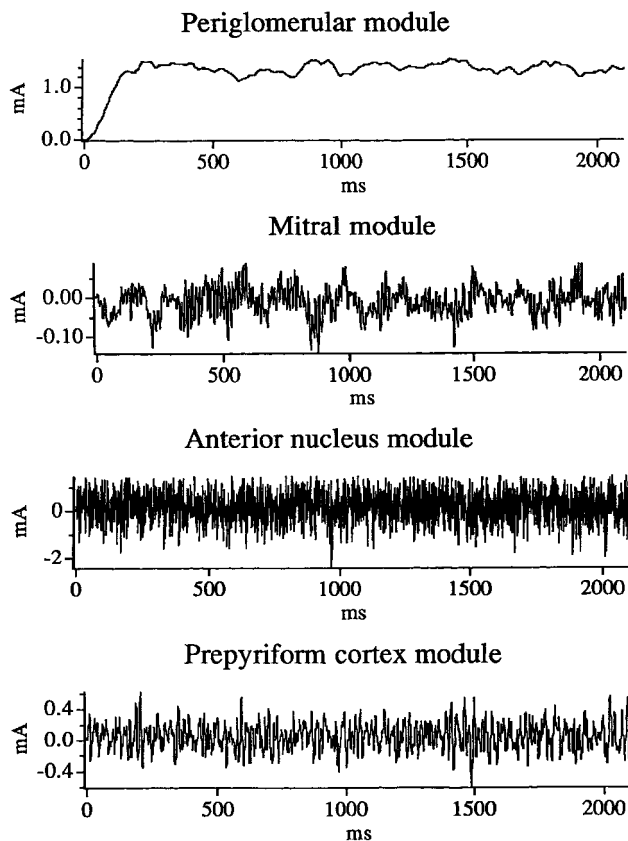 Periglomerular module
mA
1.0
0.0
0 500 1000 1500 2000
ms
Mitral module
mA
0.00
-0.10
0 500 1000 1500 2000
ms
Anterior nucleus module
mA
0
-2
0 500 1000 1500 2000
ms
Prepyriform cortex module
mA
0.4
0.0
-0.4
0 500 1000 1500 2000
ms